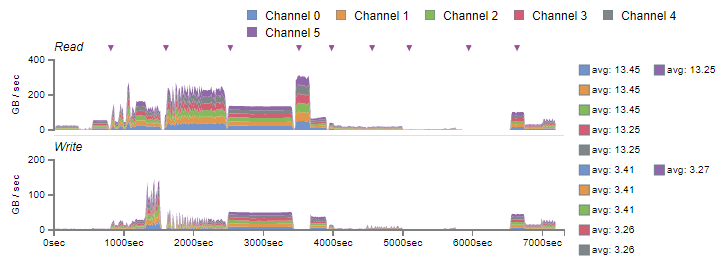 Channel 0 Channel 1 Channel 2 Channel 3 Channel 4
Channel 5
Read
400
200
0
GB / sec
avg: 13.45 avg: 13.25
avg: 13.45
avg: 13.45
avg: 13.25
avg: 13.25
Write
200
100
0
GB / sec
avg: 3.41 avg: 3.27
avg: 3.41
avg: 3.41
avg: 3.26
avg: 3.26
0sec 1000sec 2000sec 3000sec 4000sec 5000sec 6000sec 7000sec